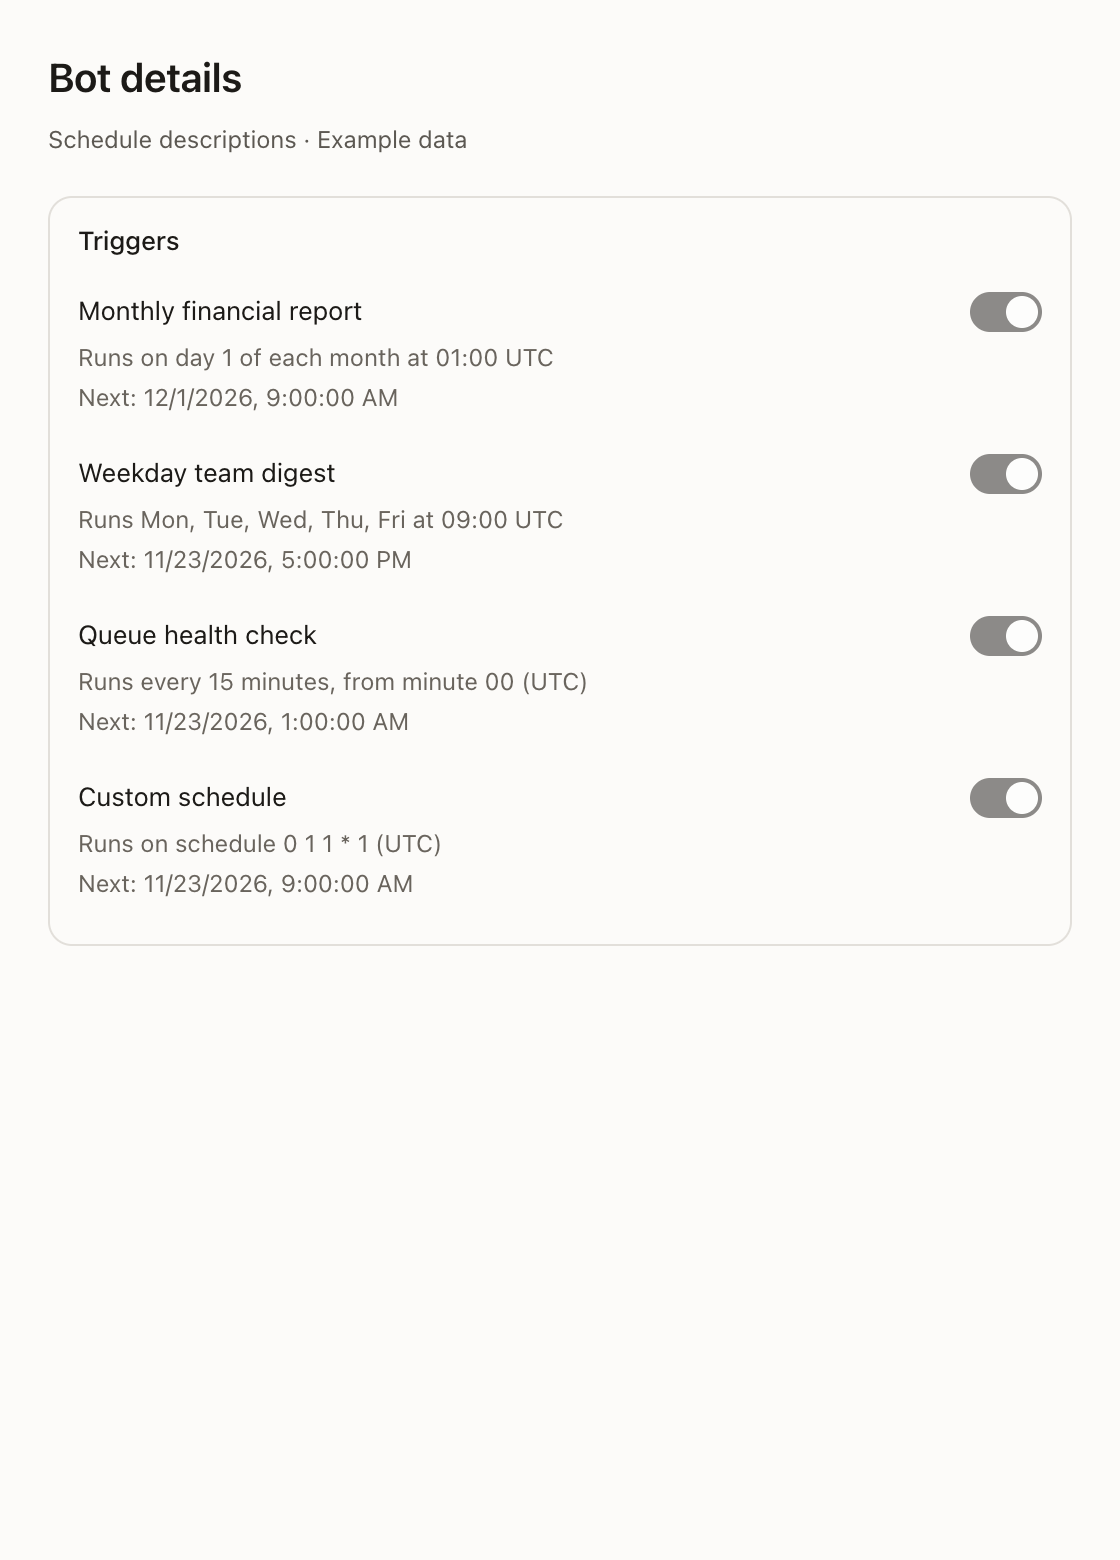 Bot details
Schedule descriptions · Example data
Triggers
Monthly financial report
Runs on day 1 of each month at 01:00 UTC
Next: 12/1/2026, 9:00:00 AM
Weekday team digest
Runs Mon, Tue, Wed, Thu, Fri at 09:00 UTC
Next: 11/23/2026, 5:00:00 PM
Queue health check
Runs every 15 minutes, from minute 00 (UTC)
Next: 11/23/2026, 1:00:00 AM
Custom schedule
Runs on schedule 0 1 1 * 1 (UTC)
Next: 11/23/2026, 9:00:00 AM